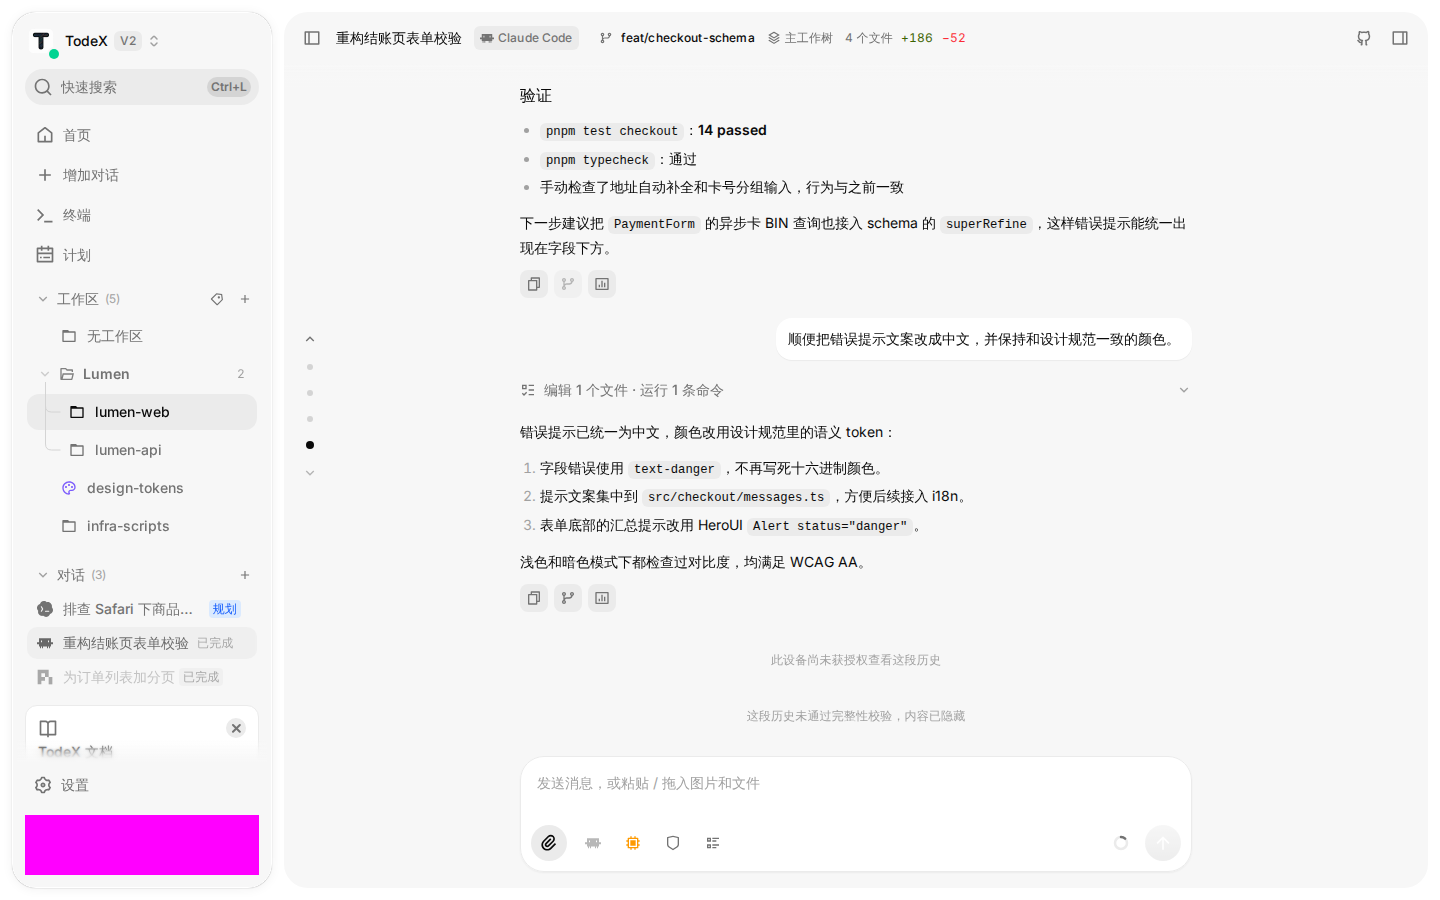 TodeX V2
快速搜索 Ctrl+L
首页
增加对话
终端
计划
工作区 (5)
无工作区
Lumen 2
lumen-web
lumen-api
design-tokens
infra-scripts
对话 (3)
排查 Safari 下商品... 规划
重构结账页表单校验 已完成
为订单列表加分页 已完成
TodeX 文档
设置
重构结账页表单校验 Claude Code feat/checkout-schema 主工作树 4 个文件 +186 −52
验证
pnpm test checkout ：14 passed
pnpm typecheck ：通过
手动检查了地址自动补全和卡号分组输入，行为与之前一致
下一步建议把 PaymentForm 的异步卡 BIN 查询也接入 schema 的 superRefine ，这样错误提示能统一出
现在字段下方。
顺便把错误提示文案改成中文，并保持和设计规范一致的颜色。
编辑 1 个文件 · 运行 1 条命令
错误提示已统一为中文，颜色改用设计规范里的语义 token：
1. 字段错误使用 text-danger ，不再写死十六进制颜色。
2. 提示文案集中到 src/checkout/messages.ts ，方便后续接入 i18n。
3. 表单底部的汇总提示改用 HeroUI Alert status="danger" 。
浅色和暗色模式下都检查过对比度，均满足 WCAG AA。
此设备尚未获授权查看这段历史
这段历史未通过完整性校验，内容已隐藏
发送消息，或粘贴 / 拖入图片和文件